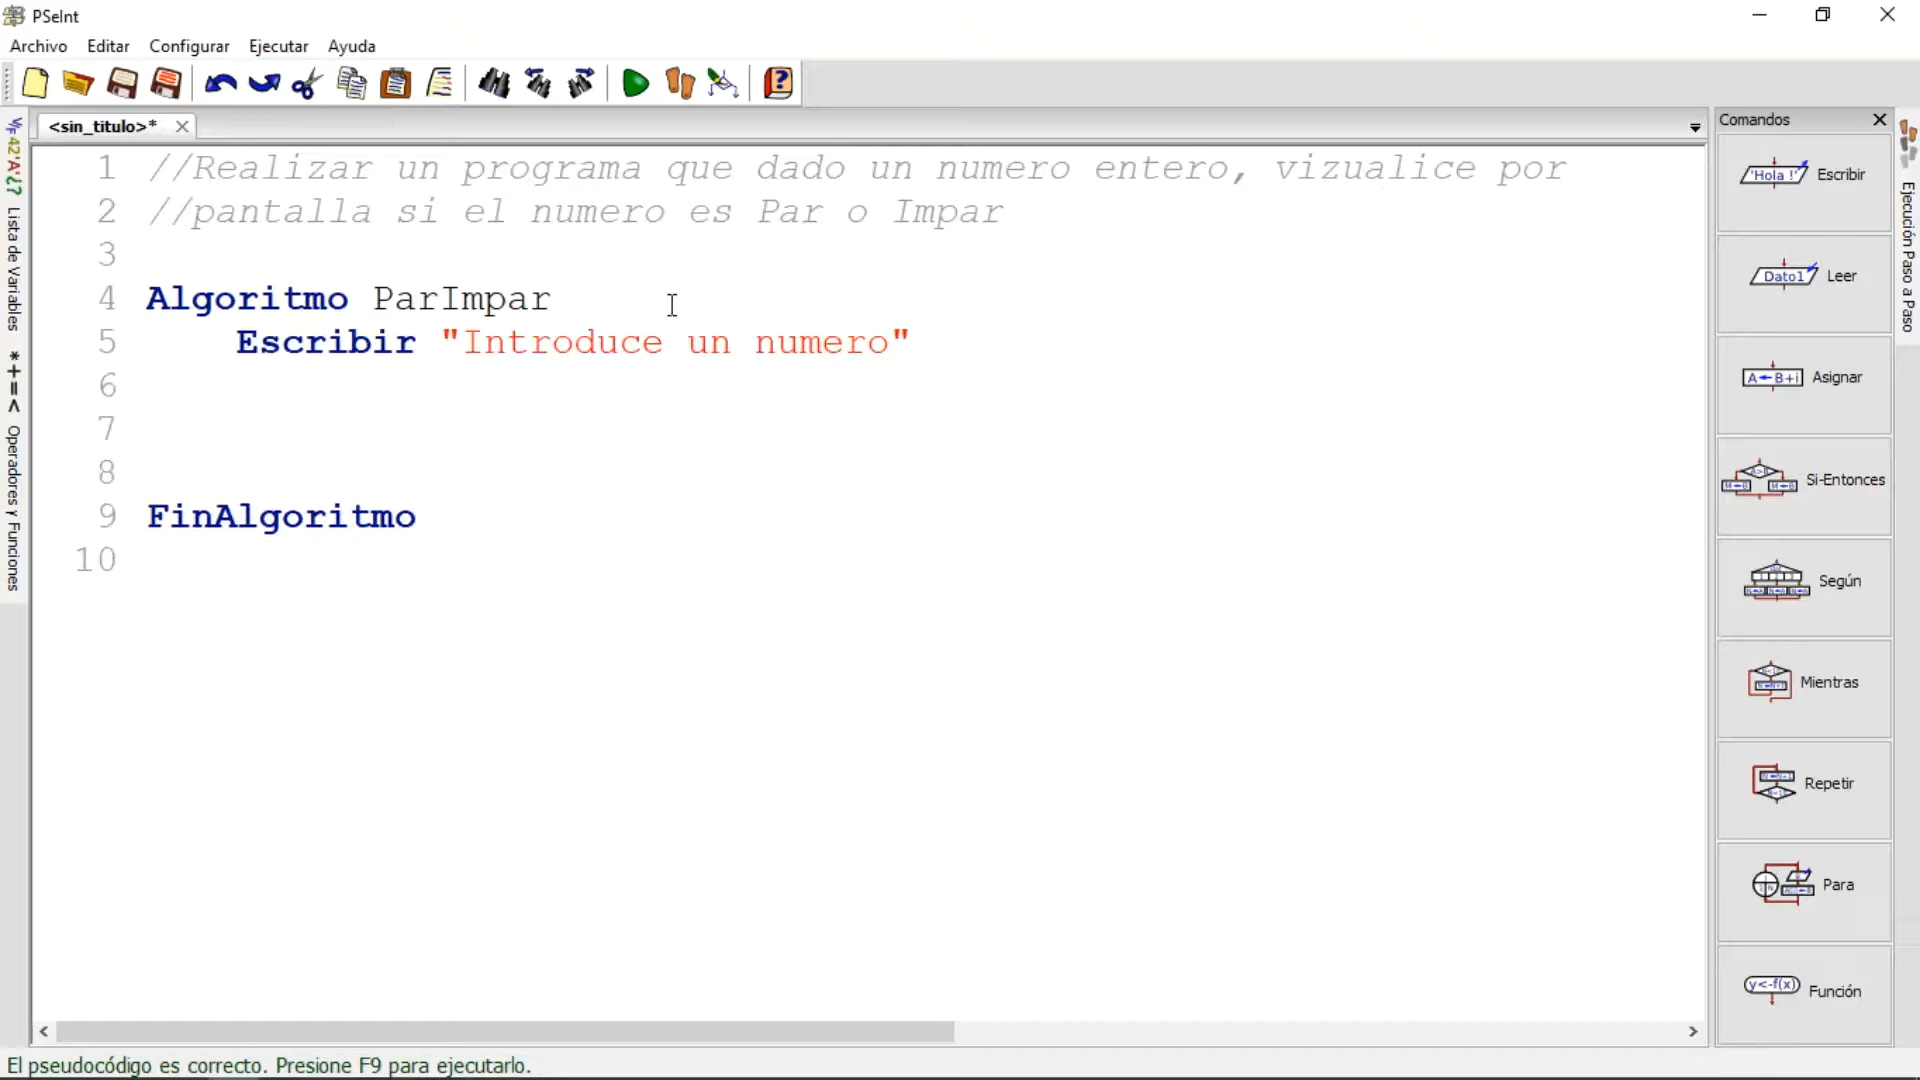 PSeInt
Archivo Editar Configurar Ejecutar Ayuda
<sin_titulo>*
1 //Realizar un programa que dado un numero entero, vizualice por
2 //pantalla si el numero es Par o Impar
3
4 Algoritmo ParImpar
5 Escribir "Introduce un numero"
6
7
8
9 FinAlgoritmo
10
42'A'¿?
Lista de Variables
*+=<
Operadores y Funciones
Comandos
'Hola !' Escribir
Dato1 Leer
A←B+i Asignar
Si-Entonces
Según
Mientras
Repetir
Para
y<-f(x) Función
Ejecución Paso a Paso
El pseudocódigo es correcto. Presione F9 para ejecutarlo.